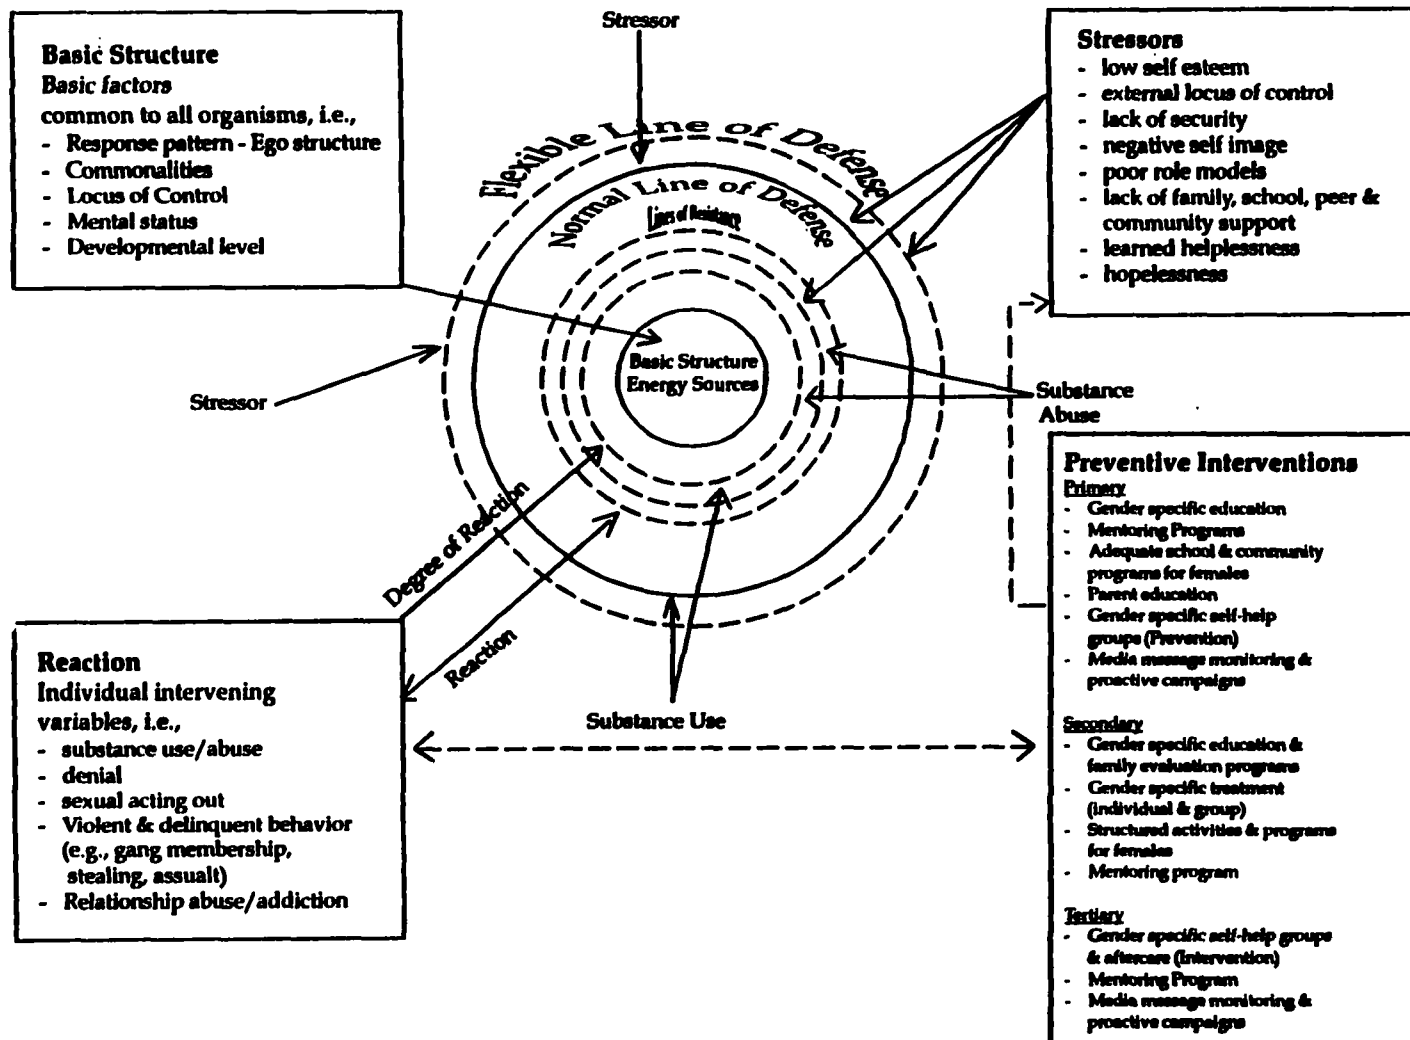 Stressor
Basic Structure
Basic factors
common to all organisms, i.e.,
- Response pattern - Ego structure
- Commonalities
- Locus of Control
- Mental status
- Developmental level
Stressors
- low self esteem
- external locus of control
- lack of security
- negative self image
- poor role models
- lack of family, school, peer &
community support
- learned helplessness
- hopelessness
Flexible Line of Defense
Normal Line of Defense
Lines of Resistance
Basic Structure
Energy Sources
Stressor
Substance
Abuse
Degree of Reaction
Reaction
Substance Use
Reaction
Individual intervening
variables, i.e.,
- substance use/abuse
- denial
- sexual acting out
- Violent & delinquent behavior
(e.g., gang membership,
stealing, assualt)
- Relationship abuse/addiction
Preventive Interventions
Primary
- Gender specific education
- Mentoring Programs
- Adequate school & community
programs for females
- Parent education
- Gender specific self-help
groups (Prevention)
- Media message monitoring &
proactive campaigns
Secondary
- Gender specific education &
family evaluation programs
- Gender specific treatment
(individual & group)
- Structured activities & programs
for females
- Mentoring program
Tertiary
- Gender specific self-help groups
& aftercare (Intervention)
- Mentoring Program
- Media message monitoring &
proactive campaigns